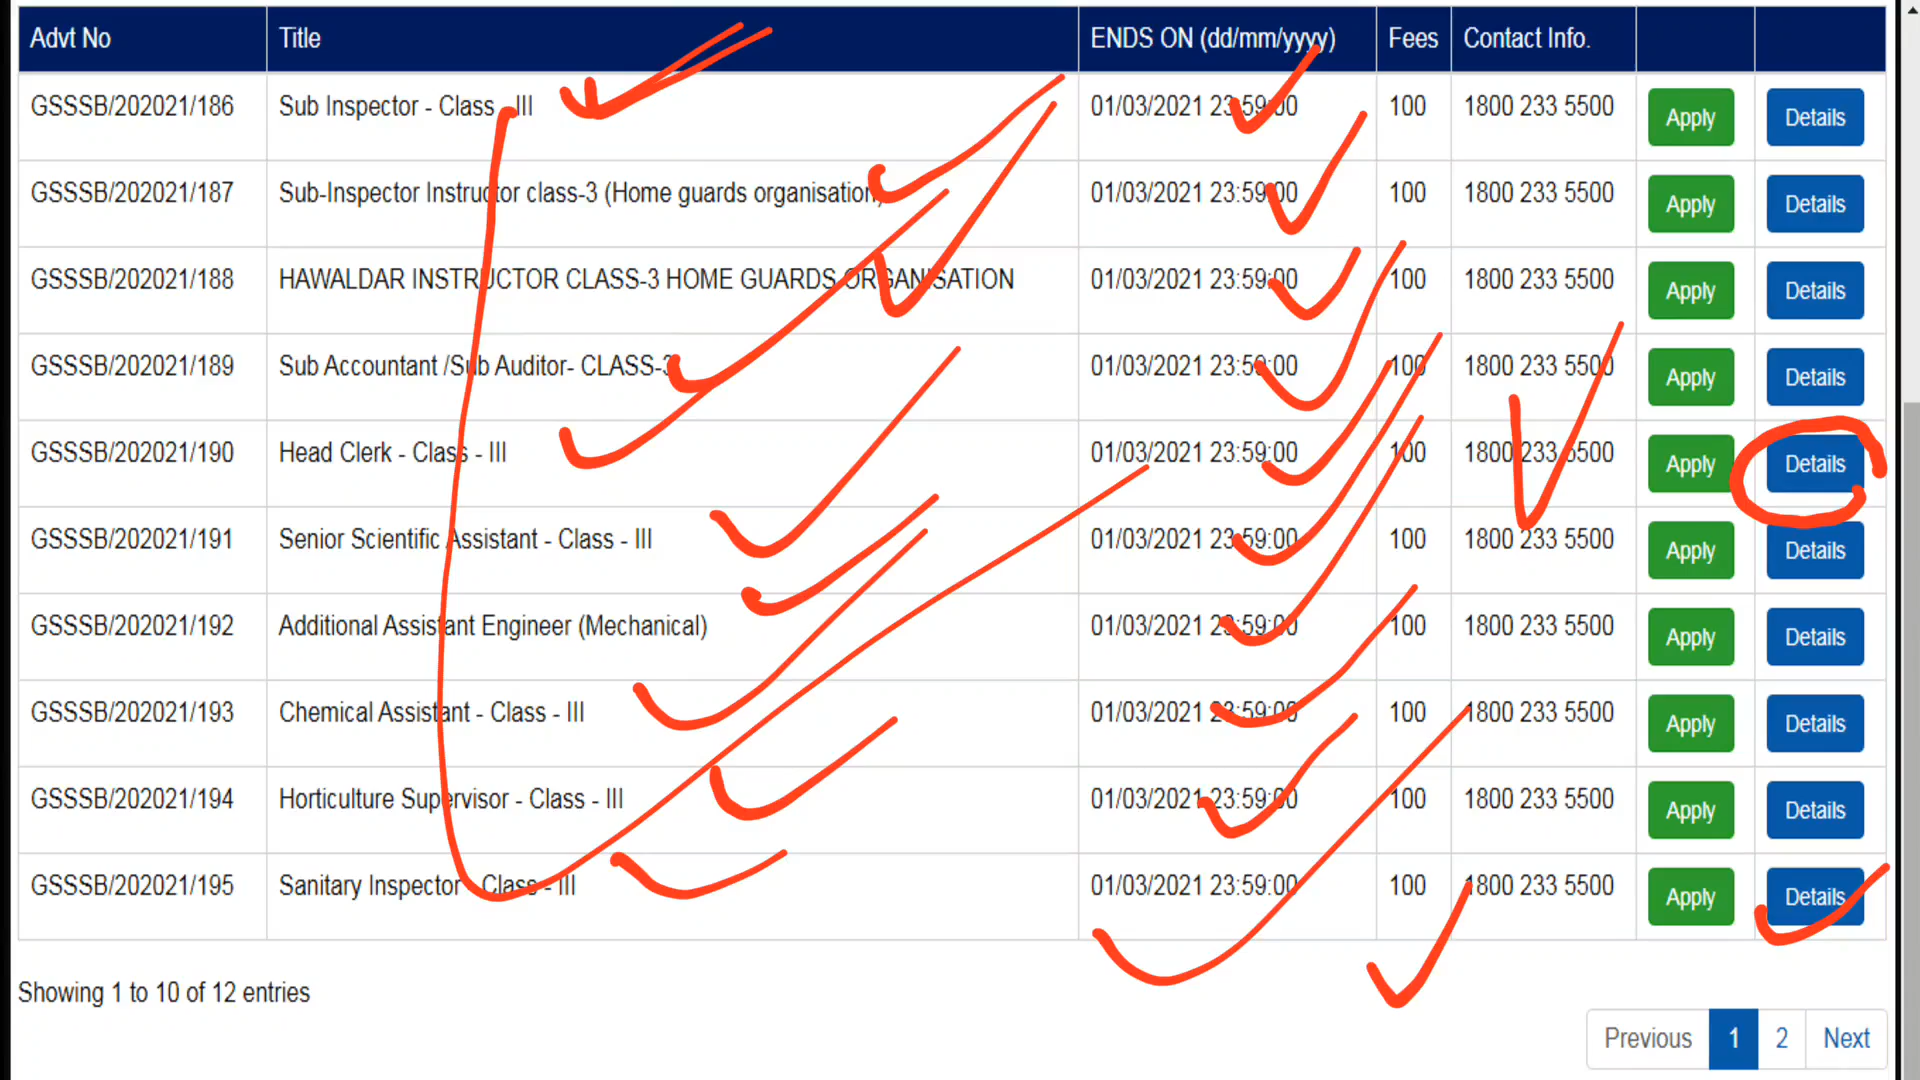 Advt No Title ENDS ON (dd/mm/yyyy) Fees Contact Info.
GSSSB/202021/186 Sub Inspector - Class - III 01/03/2021 23:59:00 100 1800 233 5500 Apply Details
GSSSB/202021/187 Sub-Inspector Instructor class-3 (Home guards organisation) 01/03/2021 23:59:00 100 1800 233 5500 Apply Details
GSSSB/202021/188 HAWALDAR INSTRUCTOR CLASS-3 HOME GUARDS ORGANISATION 01/03/2021 23:59:00 100 1800 233 5500 Apply Details
GSSSB/202021/189 Sub Accountant /Sub Auditor- CLASS-3 01/03/2021 23:59:00 100 1800 233 5500 Apply Details
GSSSB/202021/190 Head Clerk - Class - III 01/03/2021 23:59:00 100 1800 233 5500 Apply Details
GSSSB/202021/191 Senior Scientific Assistant - Class - III 01/03/2021 23:59:00 100 1800 233 5500 Apply Details
GSSSB/202021/192 Additional Assistant Engineer (Mechanical) 01/03/2021 23:59:00 100 1800 233 5500 Apply Details
GSSSB/202021/193 Chemical Assistant - Class - III 01/03/2021 23:59:00 100 1800 233 5500 Apply Details
GSSSB/202021/194 Horticulture Supervisor - Class - III 01/03/2021 23:59:00 100 1800 233 5500 Apply Details
GSSSB/202021/195 Sanitary Inspector - Class - III 01/03/2021 23:59:00 100 1800 233 5500 Apply Details
Showing 1 to 10 of 12 entries
Previous 1 2 Next